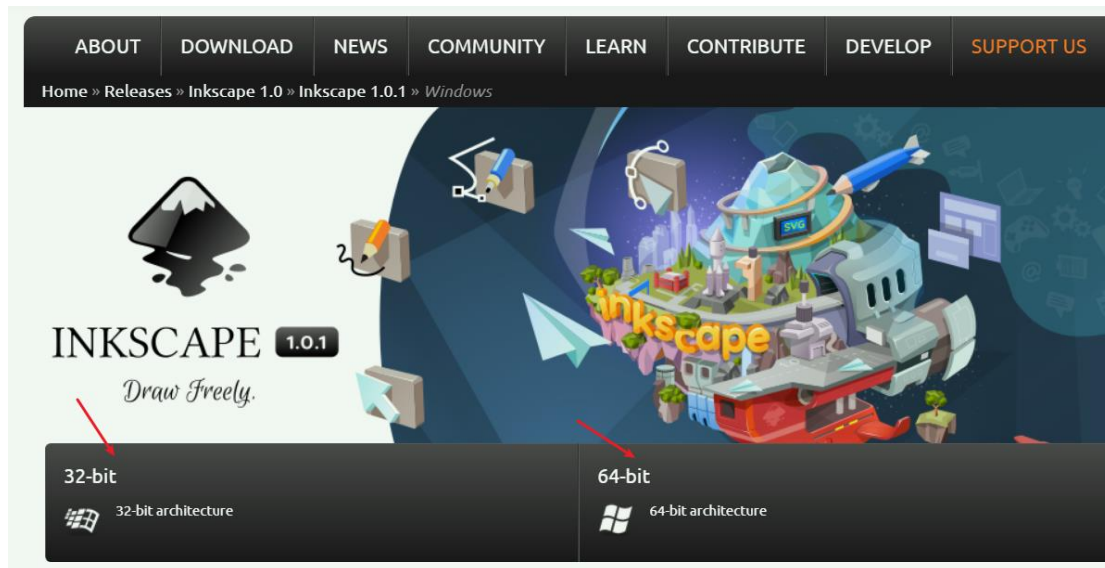 ABOUT DOWNLOAD NEWS COMMUNITY LEARN CONTRIBUTE DEVELOP SUPPORT US
Home » Releases » Inkscape 1.0 » Inkscape 1.0.1 » Windows
SVG
inkscape
INKSCAPE 1.0.1
Draw Freely.
32-bit 64-bit
32-bit architecture 64-bit architecture